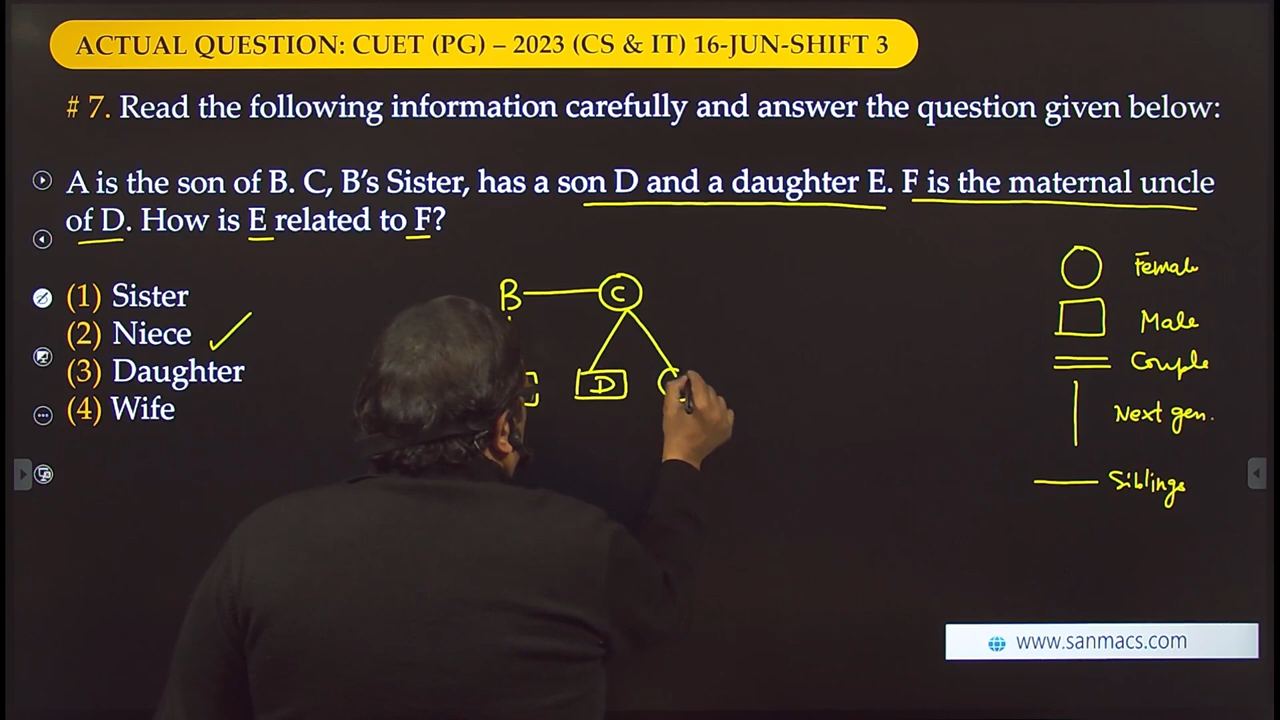 ACTUAL QUESTION: CUET (PG) – 2023 (CS & IT) 16-JUN-SHIFT 3
# 7. Read the following information carefully and answer the question given below:
A is the son of B. C, B’s Sister, has a son D and a daughter E. F is the maternal uncle
of D. How is E related to F?
(1) Sister
(2) Niece
(3) Daughter
(4) Wife
B
C
D
Female
Male
Couple
Next gen.
Siblings
www.sanmacs.com